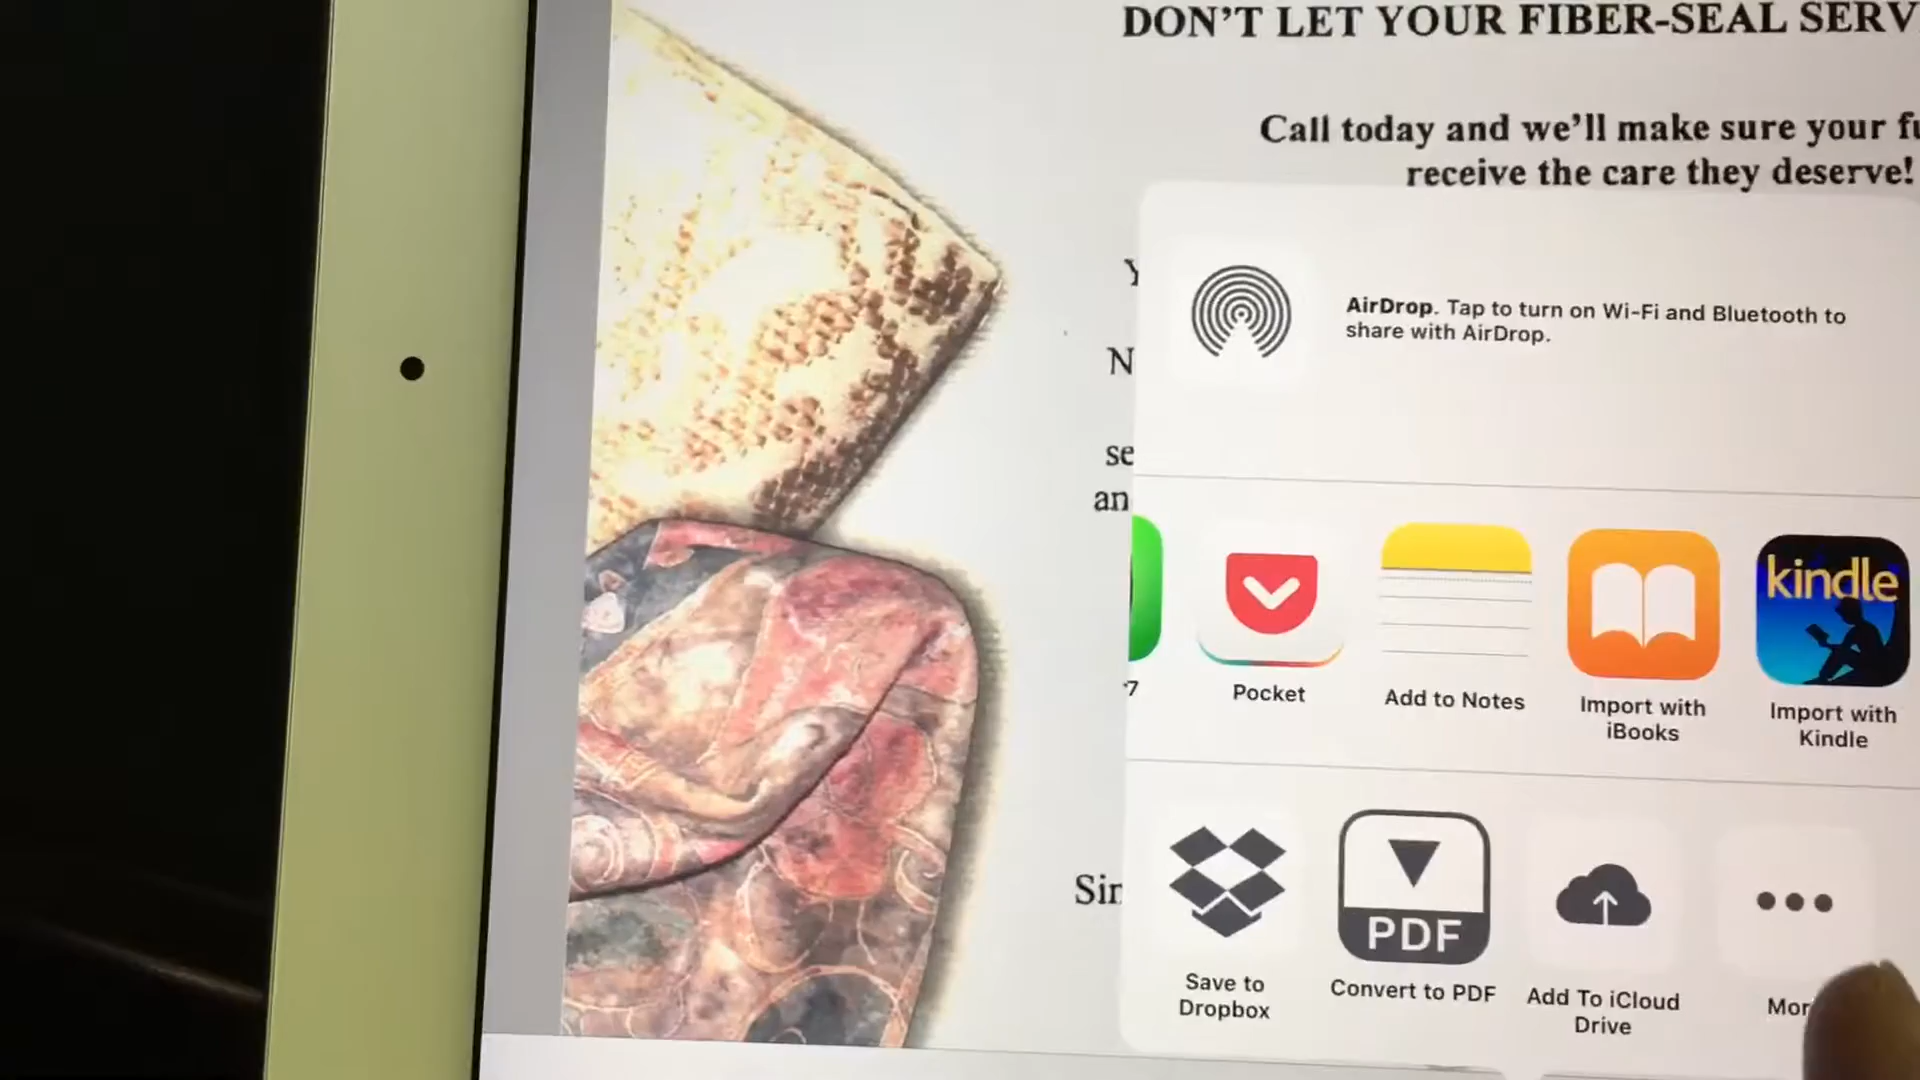 DON'T LET YOUR FIBER-SEAL SERV
Call today and we'll make sure your fu
receive the care they deserve!
N
se
an
Sin
AirDrop. Tap to turn on Wi-Fi and Bluetooth to
share with AirDrop.
7
Pocket
Add to Notes
Import with
iBooks
kindle
Import with
Kindle
Save to
Dropbox
PDF
Convert to PDF
Add To iCloud
Drive
Mor